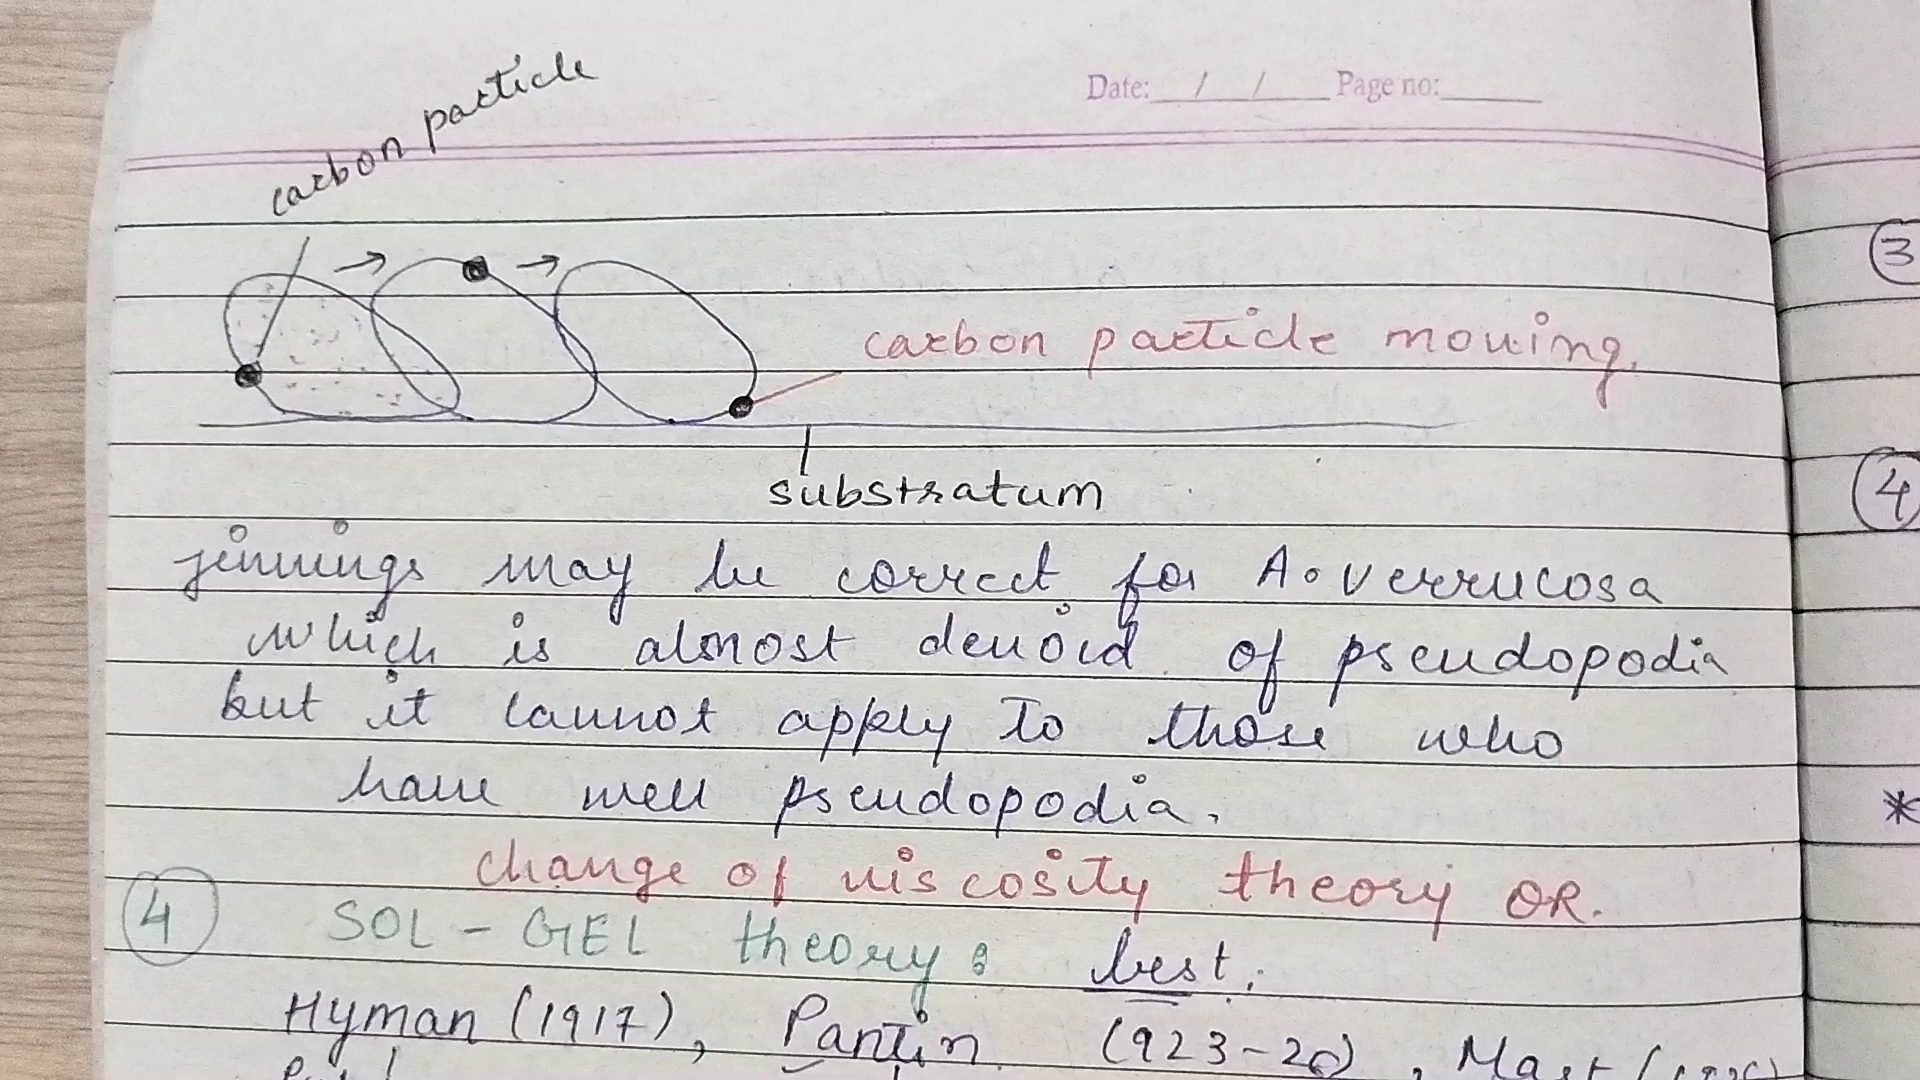 carbon particle
Date: / / Page no:
carbon particle moving.
substratum
jinnings may be correct for A. verrucosa
which is almost devoid of pseudopodia
but it cannot apply to those who
have well pseudopodia.
change of viscosity theory OR.
4 SOL - GEL theory: best.
Hyman (1917), Pantin (923-26), Mast
3
4
*